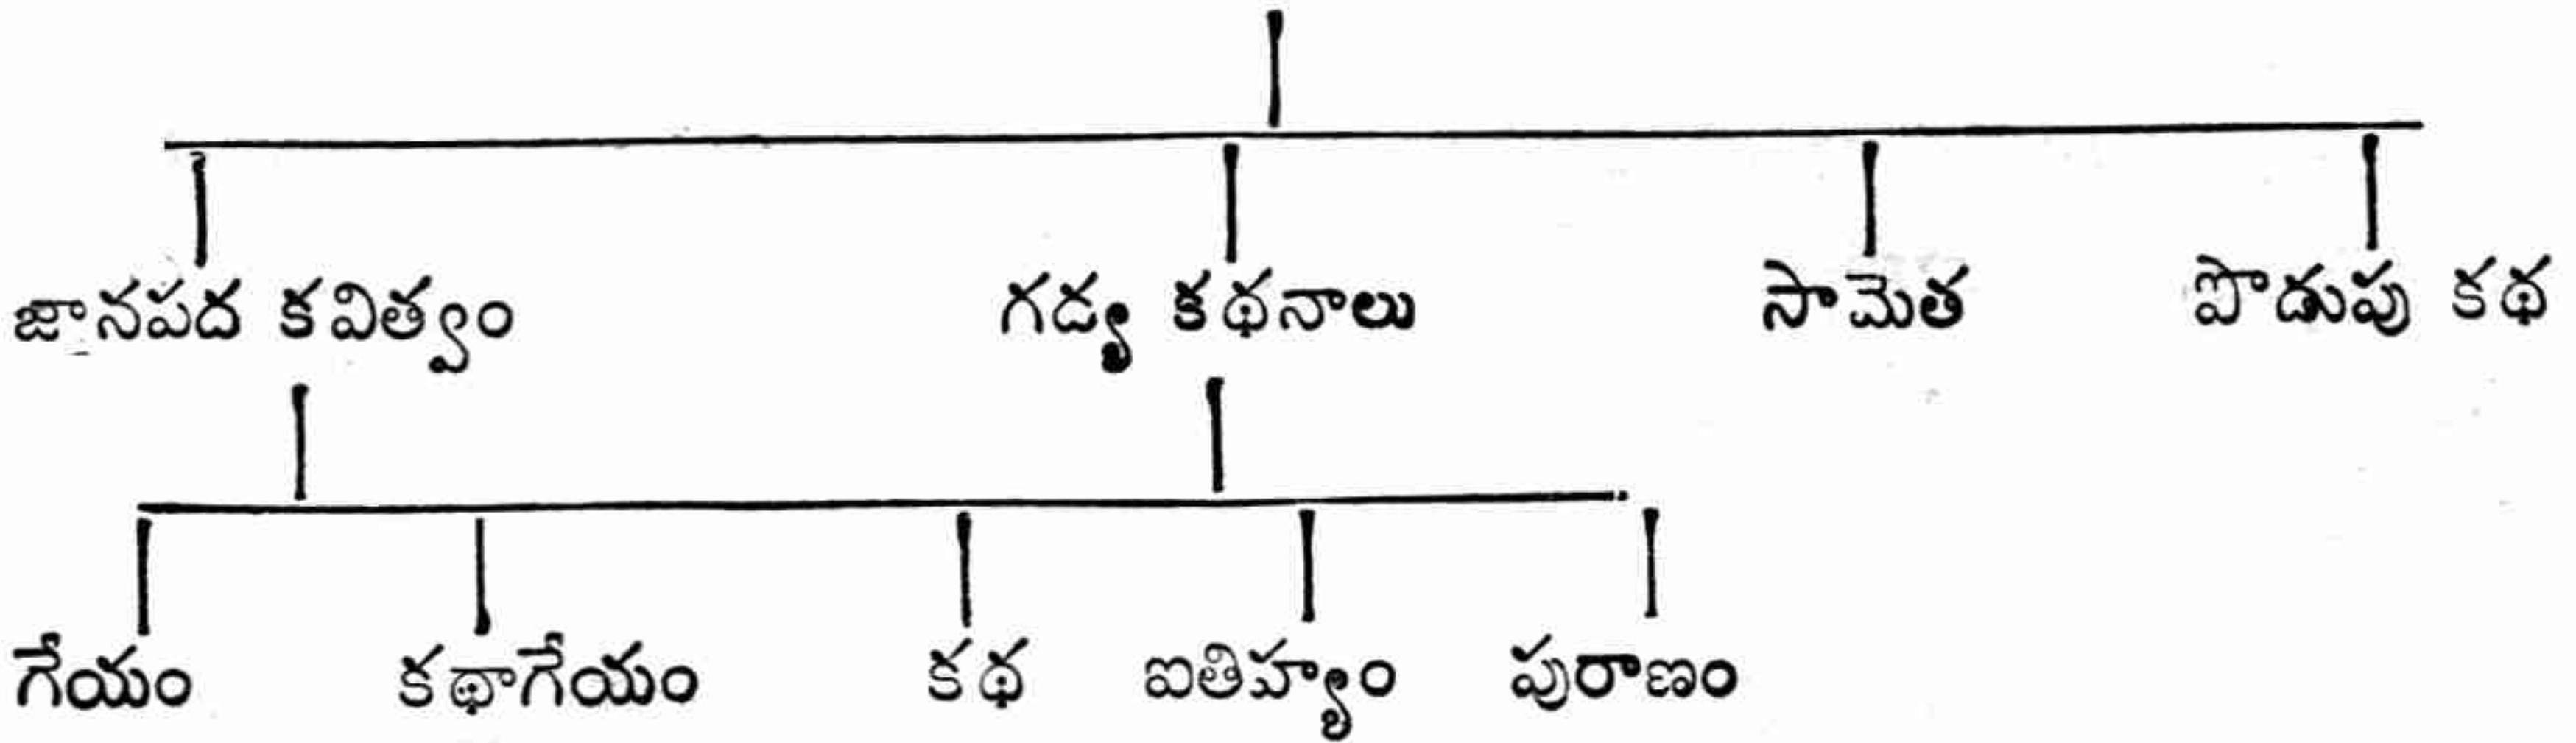 జానపద కవిత్వం గద్య కథనాలు సామెత పొడుపు కథ
గేయం కథాగేయం కథ ఐతిహ్యం పురాణం